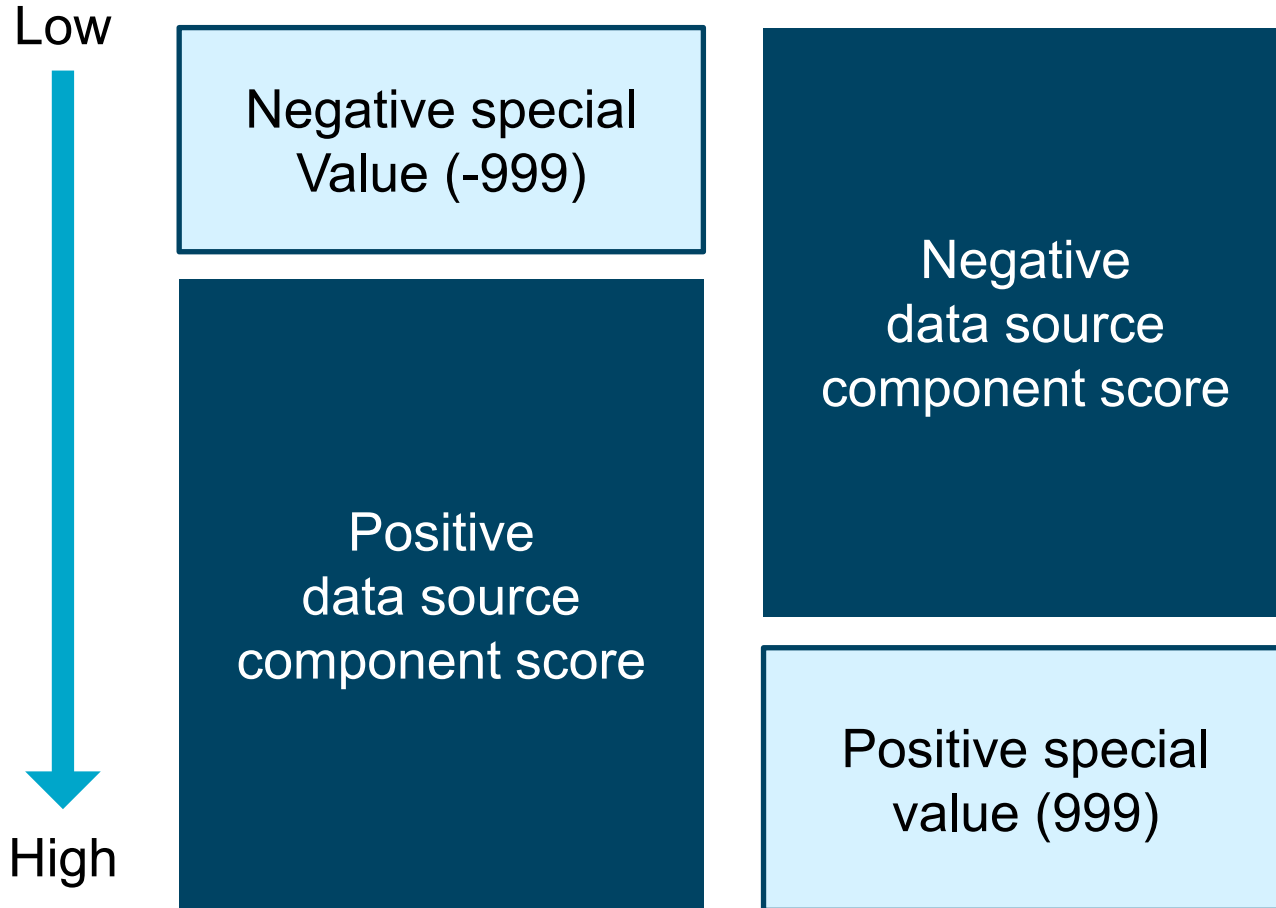 Low
Negative special
Value (-999)
Negative
data source
component score
Positive
data source
component score
Positive special
value (999)
High